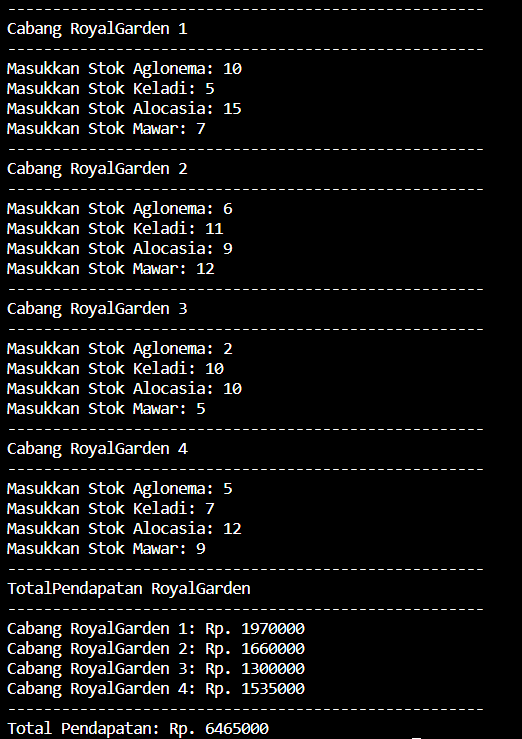 -----------------------------------------------------
Cabang RoyalGarden 1
-----------------------------------------------------
Masukkan Stok Aglonema: 10
Masukkan Stok Keladi: 5
Masukkan Stok Alocasia: 15
Masukkan Stok Mawar: 7
-----------------------------------------------------
Cabang RoyalGarden 2
-----------------------------------------------------
Masukkan Stok Aglonema: 6
Masukkan Stok Keladi: 11
Masukkan Stok Alocasia: 9
Masukkan Stok Mawar: 12
-----------------------------------------------------
Cabang RoyalGarden 3
-----------------------------------------------------
Masukkan Stok Aglonema: 2
Masukkan Stok Keladi: 10
Masukkan Stok Alocasia: 10
Masukkan Stok Mawar: 5
-----------------------------------------------------
Cabang RoyalGarden 4
-----------------------------------------------------
Masukkan Stok Aglonema: 5
Masukkan Stok Keladi: 7
Masukkan Stok Alocasia: 12
Masukkan Stok Mawar: 9
-----------------------------------------------------
TotalPendapatan RoyalGarden
-----------------------------------------------------
Cabang RoyalGarden 1: Rp. 1970000
Cabang RoyalGarden 2: Rp. 1660000
Cabang RoyalGarden 3: Rp. 1300000
Cabang RoyalGarden 4: Rp. 1535000
-----------------------------------------------------
Total Pendapatan: Rp. 6465000